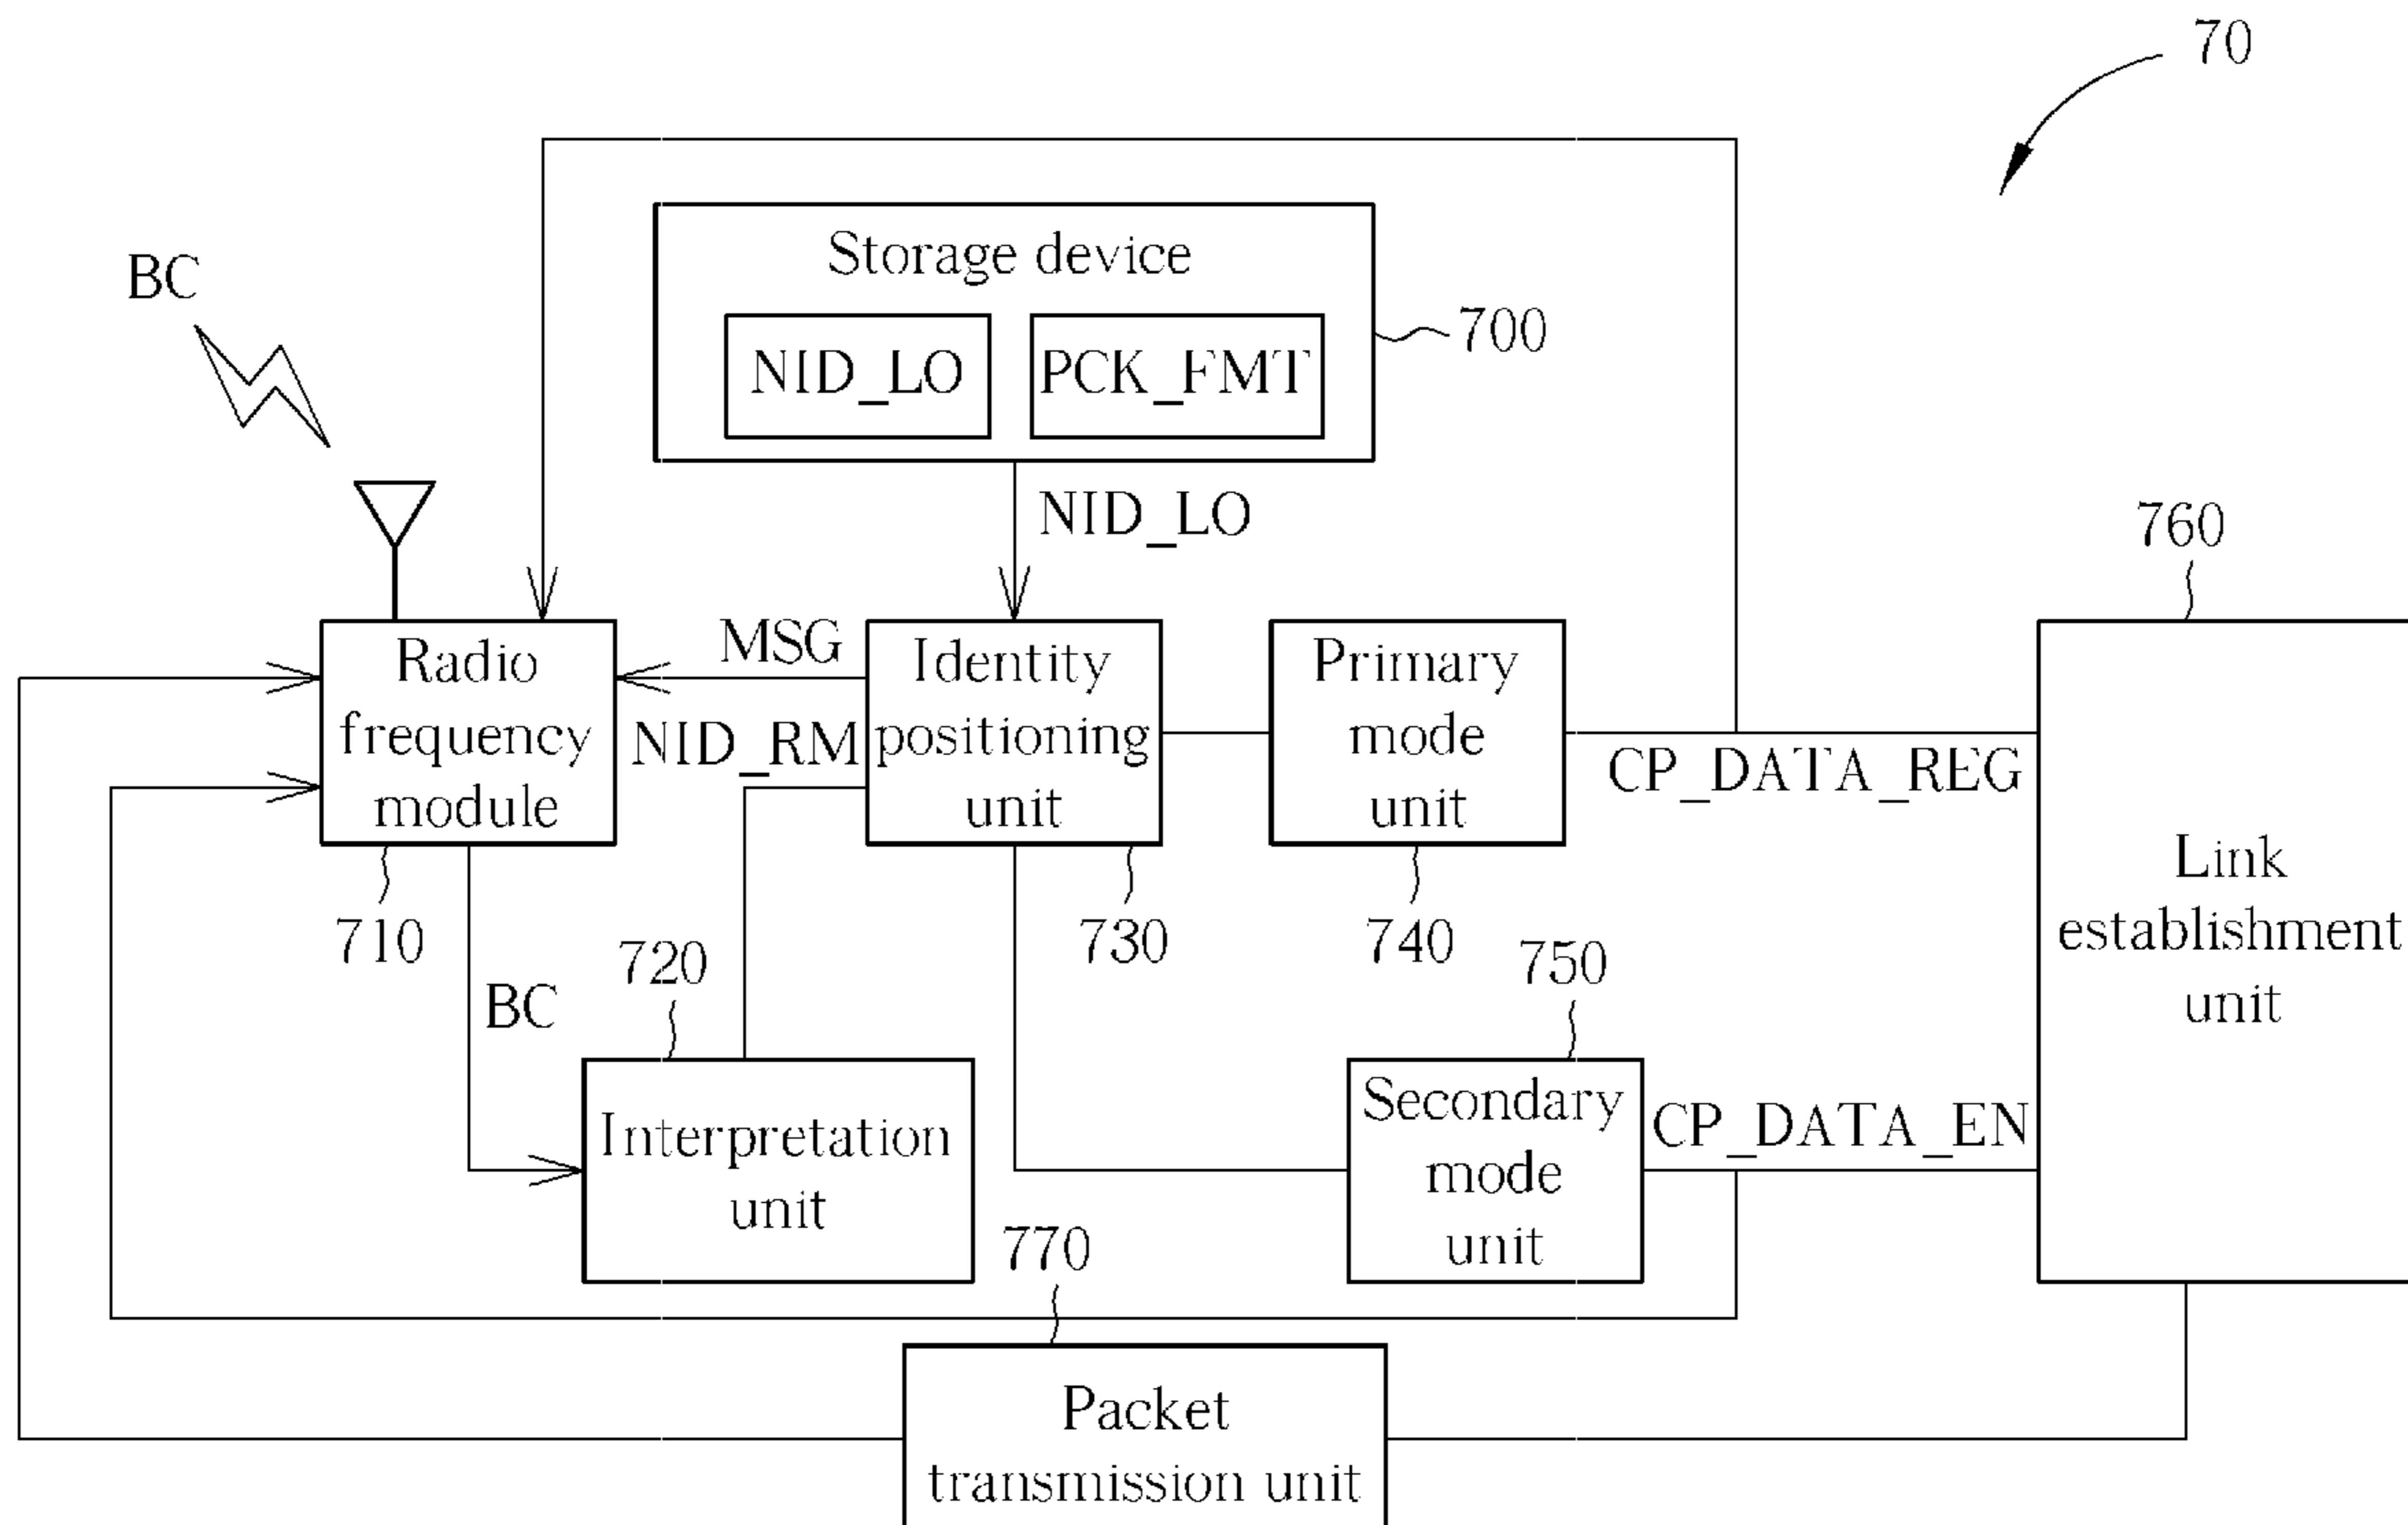 70
Storage device
BC
NID_LO
PCK_FMT
700
NID_LO
760
MSG
NID_RM
Radio
frequency
module
Identity
positioning
unit
Primary
mode
unit
CP_DATA_REG
Link
establishment
unit
710
720
730
740
750
BC
Interpretation
unit
Secondary
mode
unit
CP_DATA_EN
770
Packet
transmission unit